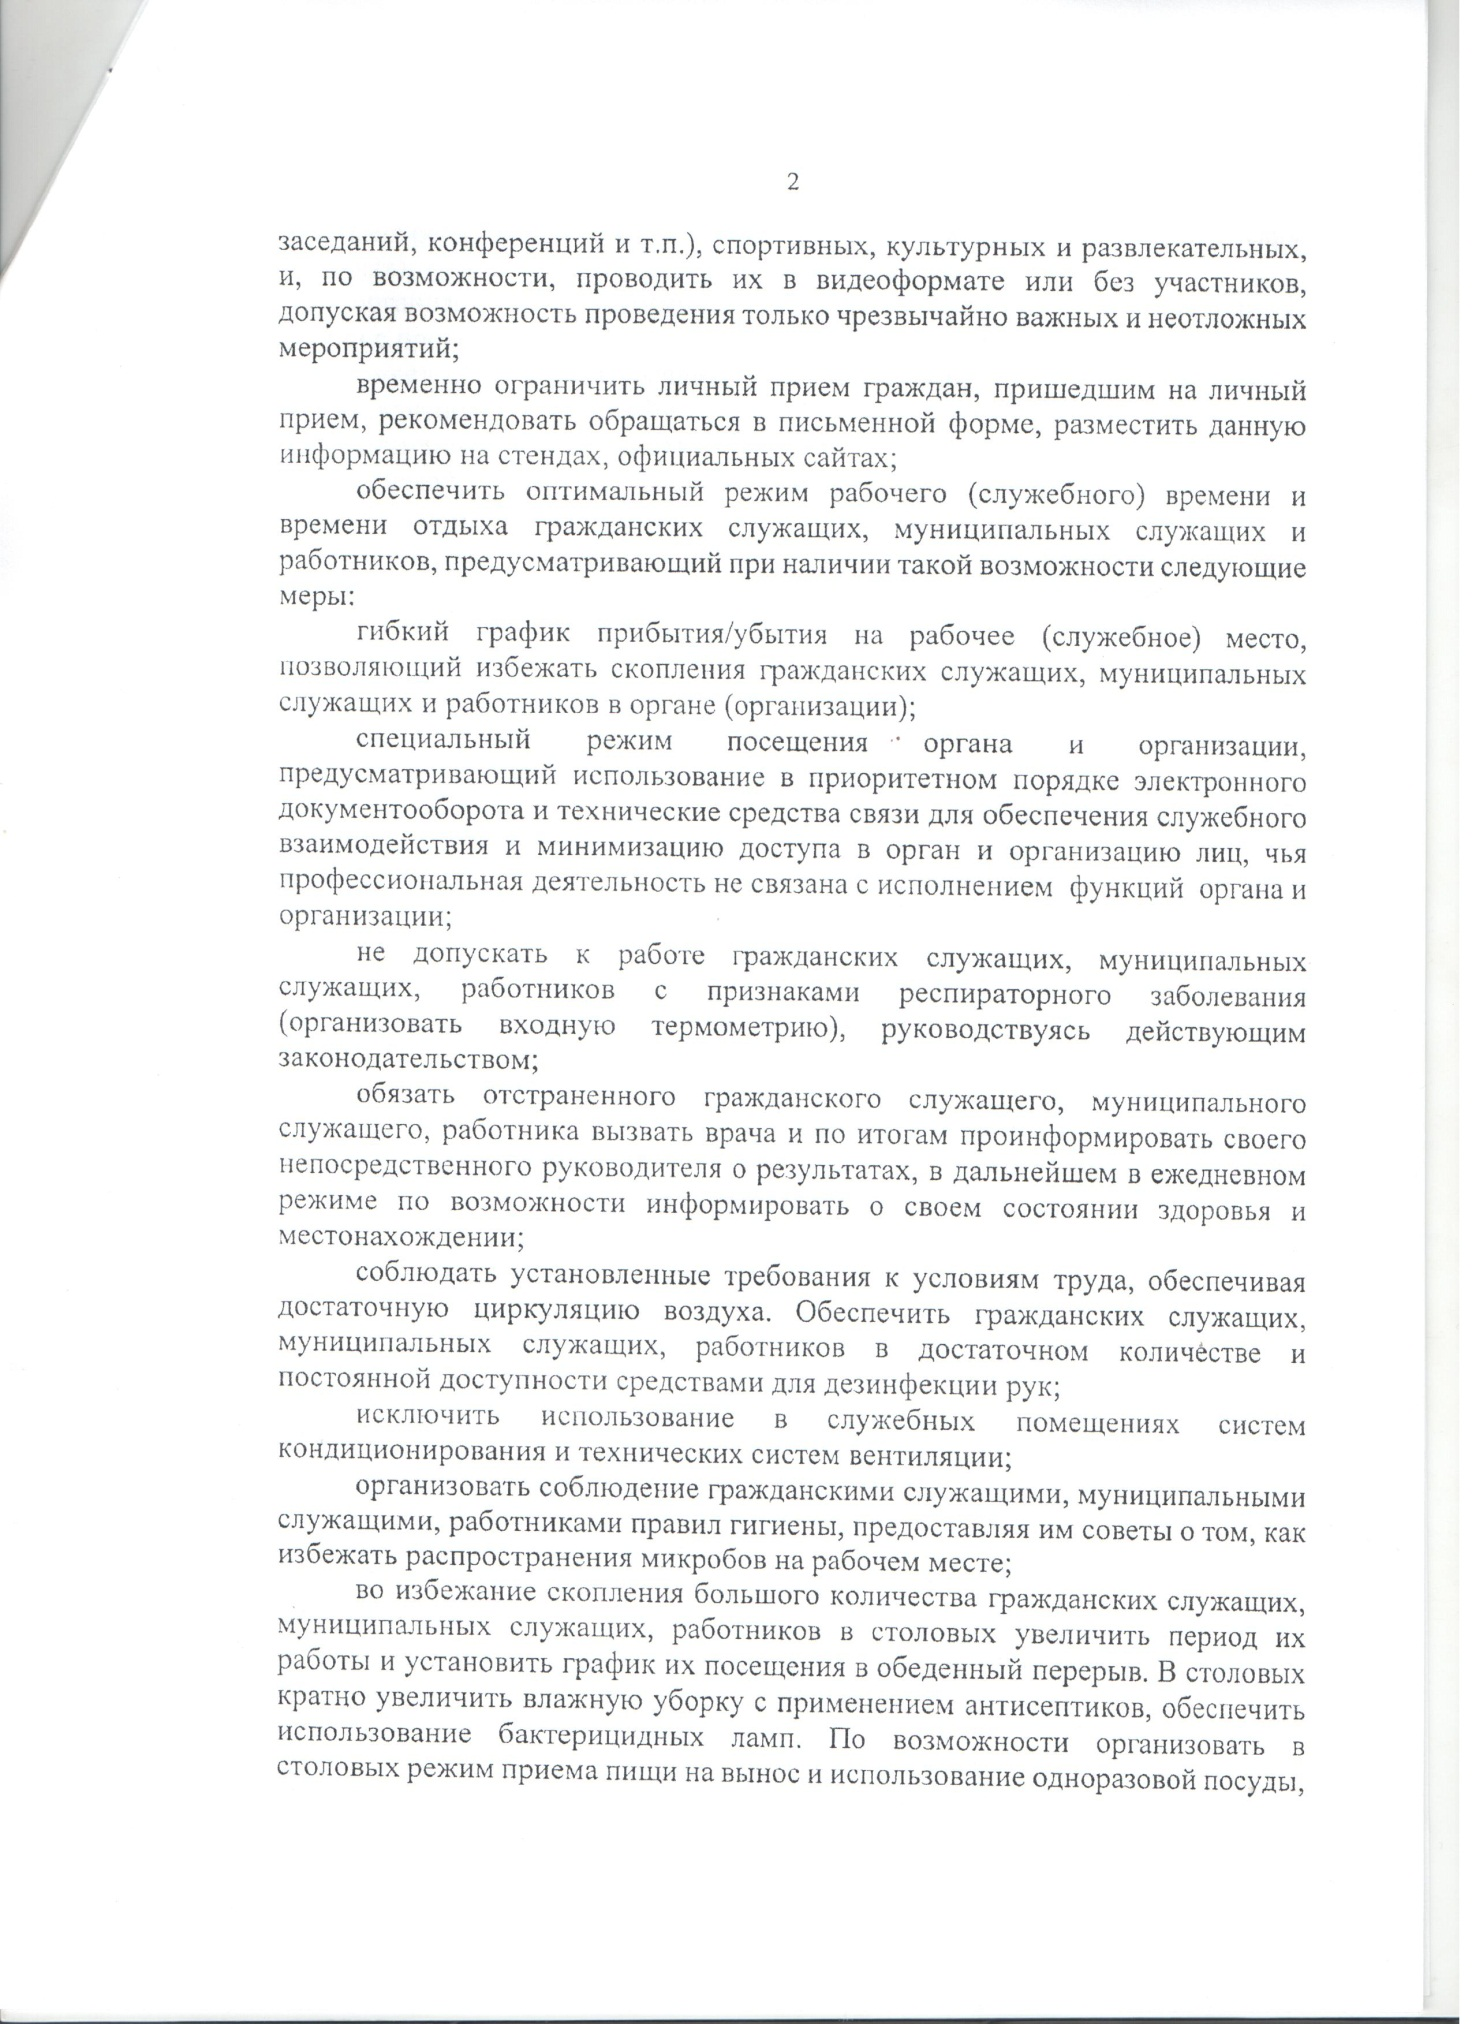 2
заседаний, конференций и т.п.), спортивных, культурных и развлекательных,
и, по возможности, проводить их в видеоформате или без участников,
допуская возможность проведения только чрезвычайно важных и неотложных
мероприятий;
временно ограничить личный прием граждан, пришедшим на личный
прием, рекомендовать обращаться в письменной форме, разместить данную
информацию на стендах, официальных сайтах;
обеспечить оптимальный режим рабочего (служебного) времени и
времени отдыха гражданских служащих, муниципальных служащих и
работников, предусматривающий при наличии такой возможности следующие
меры:
гибкий график прибытия/убытия на рабочее (служебное) место,
позволяющий избежать скопления гражданских служащих, муниципальных
служащих и работников в органе (организации);
специальный режим посещения органа и организации,
предусматривающий использование в приоритетном порядке электронного
документооборота и технические средства связи для обеспечения служебного
взаимодействия и минимизацию доступа в орган и организацию лиц, чья
профессиональная деятельность не связана с исполнением функций органа и
организации;
не допускать к работе гражданских служащих, муниципальных
служащих, работников с признаками респираторного заболевания
(организовать входную термометрию), руководствуясь действующим
законодательством;
обязать отстраненного гражданского служащего, муниципального
служащего, работника вызвать врача и по итогам проинформировать своего
непосредственного руководителя о результатах, в дальнейшем в ежедневном
режиме по возможности информировать о своем состоянии здоровья и
местонахождении;
соблюдать установленные требования к условиям труда, обеспечивая
достаточную циркуляцию воздуха. Обеспечить гражданских служащих,
муниципальных служащих, работников в достаточном количестве и
постоянной доступности средствами для дезинфекции рук;
исключить использование в служебных помещениях систем
кондиционирования и технических систем вентиляции;
организовать соблюдение гражданскими служащими, муниципальными
служащими, работниками правил гигиены, предоставляя им советы о том, как
избежать распространения микробов на рабочем месте;
во избежание скопления большого количества гражданских служащих,
муниципальных служащих, работников в столовых увеличить период их
работы и установить график их посещения в обеденный перерыв. В столовых
кратно увеличить влажную уборку с применением антисептиков, обеспечить
использование бактерицидных ламп. По возможности организовать в
столовых режим приема пищи на вынос и использование одноразовой посуды,